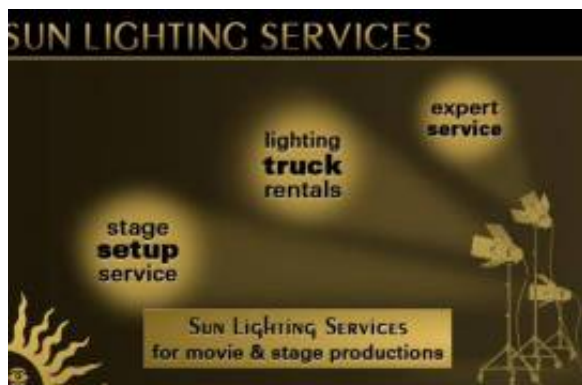 SUN LIGHTING SERVICES
expert
service
lighting
truck
rentals
stage
setup
service
Sun Lighting Services
for movie & stage productions